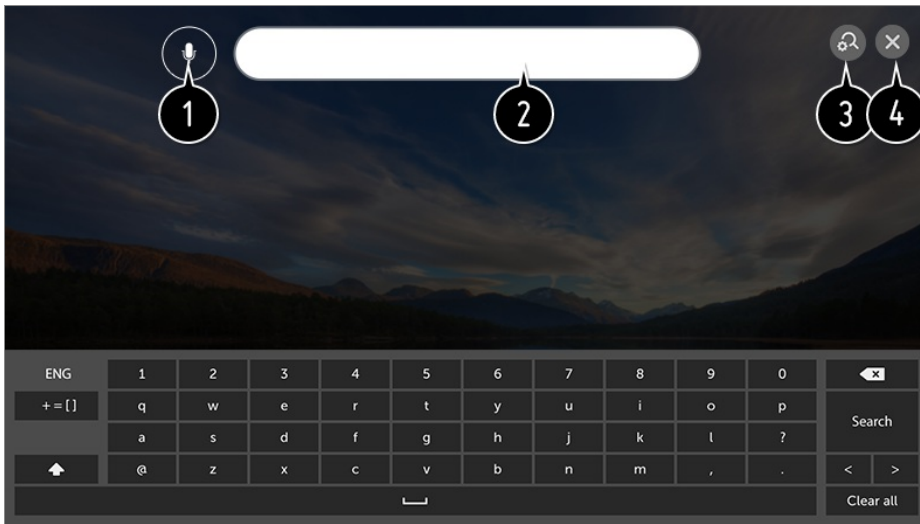 1 2 3 4
ENG 1 2 3 4 5 6 7 8 9 0
+=[] q w e r t y u i o p
Search
a s d f g h j k l ?
@ z x c v b n m , . < >
Clear all